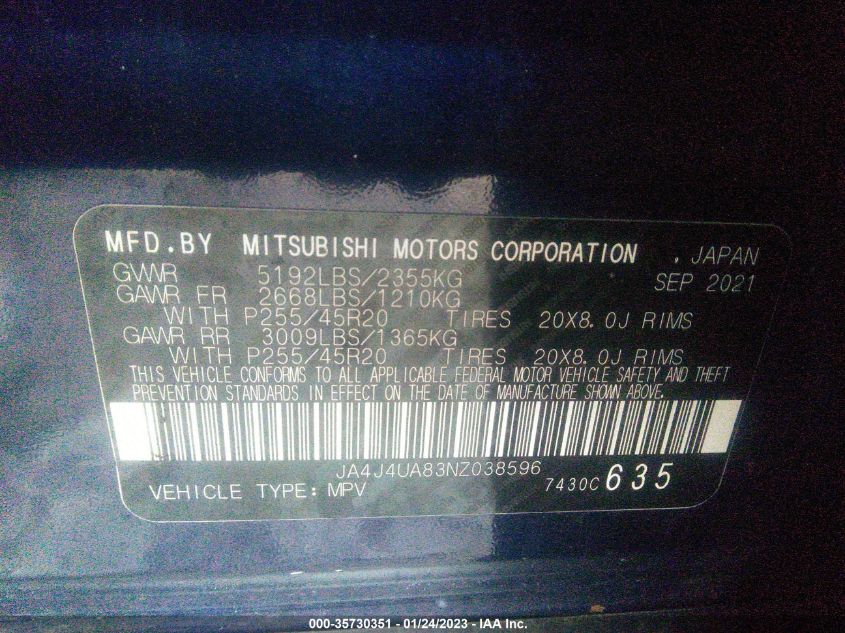 MFD.BY MITSUBISHI MOTORS CORPORATION , JAPAN
GVWR 5192LBS/2355KG SEP 2021
GAWR FR 2668LBS/1210KG
WITH P255/45R20 TIRES 20X8.0J RIMS
GAWR RR 3009LBS/1365KG
WITH P255/45R20 TIRES 20X8.0J RIMS
THIS VEHICLE CONFORMS TO ALL APPLICABLE FEDERAL MOTOR VEHICLE SAFETY AND THEFT
PREVENTION STANDARDS IN EFFECT ON THE DATE OF MANUFACTURE SHOWN ABOVE.
JA4J4UA83NZ038596
VEHICLE TYPE: MPV 7430C 635
000-35730351 - 01/24/2023 - IAA Inc.